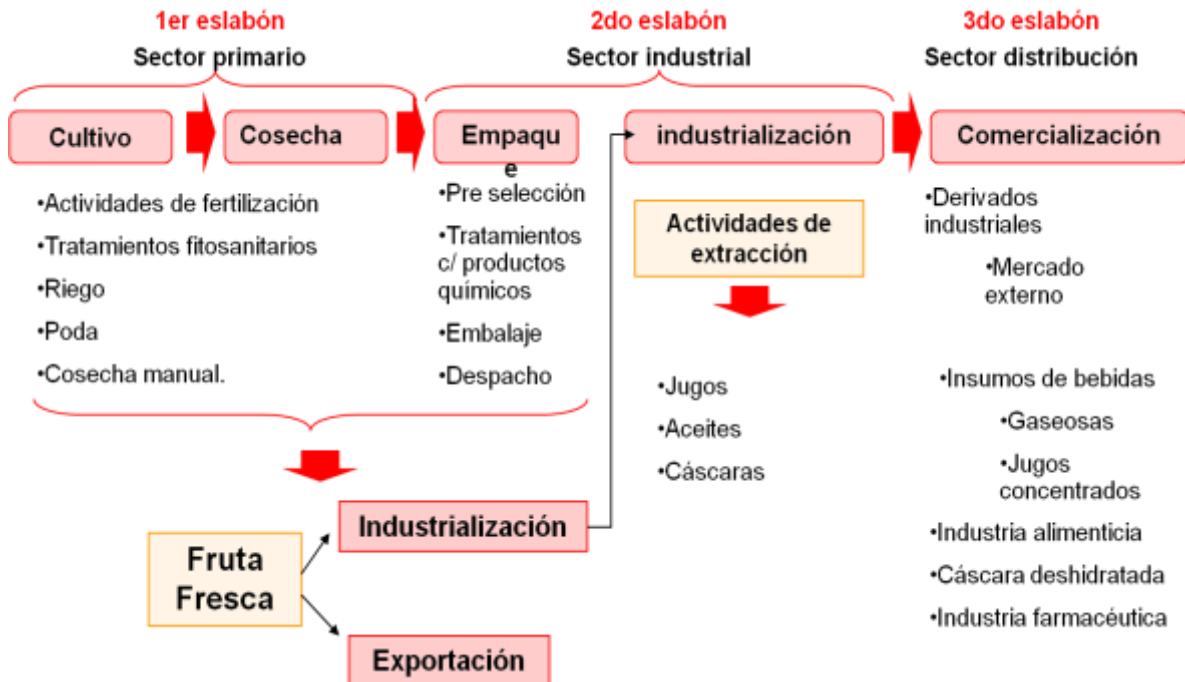 1er eslabón
Sector primario
2do eslabón
Sector industrial
3do eslabón
Sector distribución
Cultivo
Cosecha
Empaqu
e
industrialización
Comercialización
•Actividades de fertilización
•Tratamientos fitosanitarios
•Riego
•Poda
•Cosecha manual.
•Pre selección
•Tratamientos
c/ productos
químicos
•Embalaje
•Despacho
Actividades de
extracción
•Jugos
•Aceites
•Cáscaras
•Derivados
industriales
•Mercado
externo
•Insumos de bebidas
•Gaseosas
•Jugos
concentrados
•Industria alimenticia
•Cáscara deshidratada
•Industria farmacéutica
Fruta
Fresca
Industrialización
Exportación